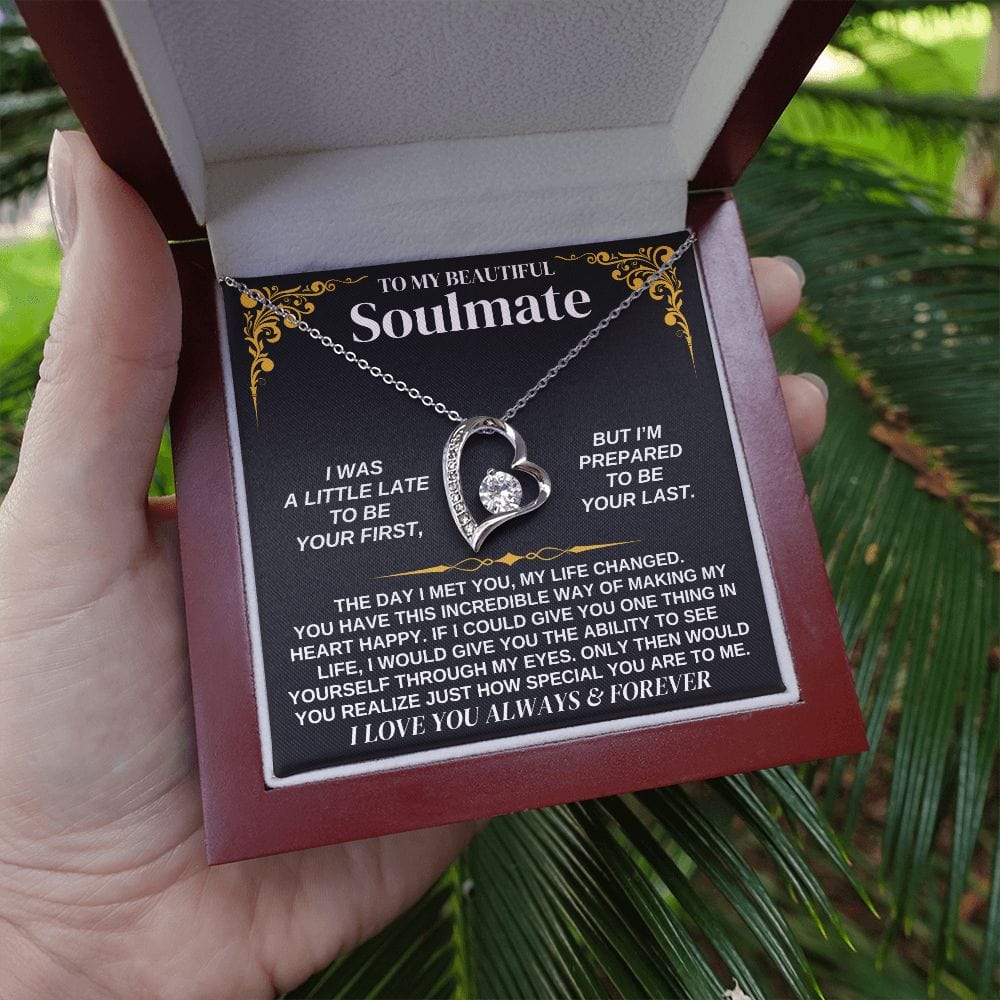 TO MY BEAUTIFUL
Soulmate
I WAS
A LITTLE LATE
TO BE
YOUR FIRST,
BUT I'M
PREPARED
TO BE
YOUR LAST.
THE DAY I MET YOU, MY LIFE CHANGED.
YOU HAVE THIS INCREDIBLE WAY OF MAKING MY
HEART HAPPY. IF I COULD GIVE YOU ONE THING IN
LIFE, I WOULD GIVE YOU THE ABILITY TO SEE
YOURSELF THROUGH MY EYES. ONLY THEN WOULD
YOU REALIZE JUST HOW SPECIAL YOU ARE TO ME.
I LOVE YOU ALWAYS & FOREVER